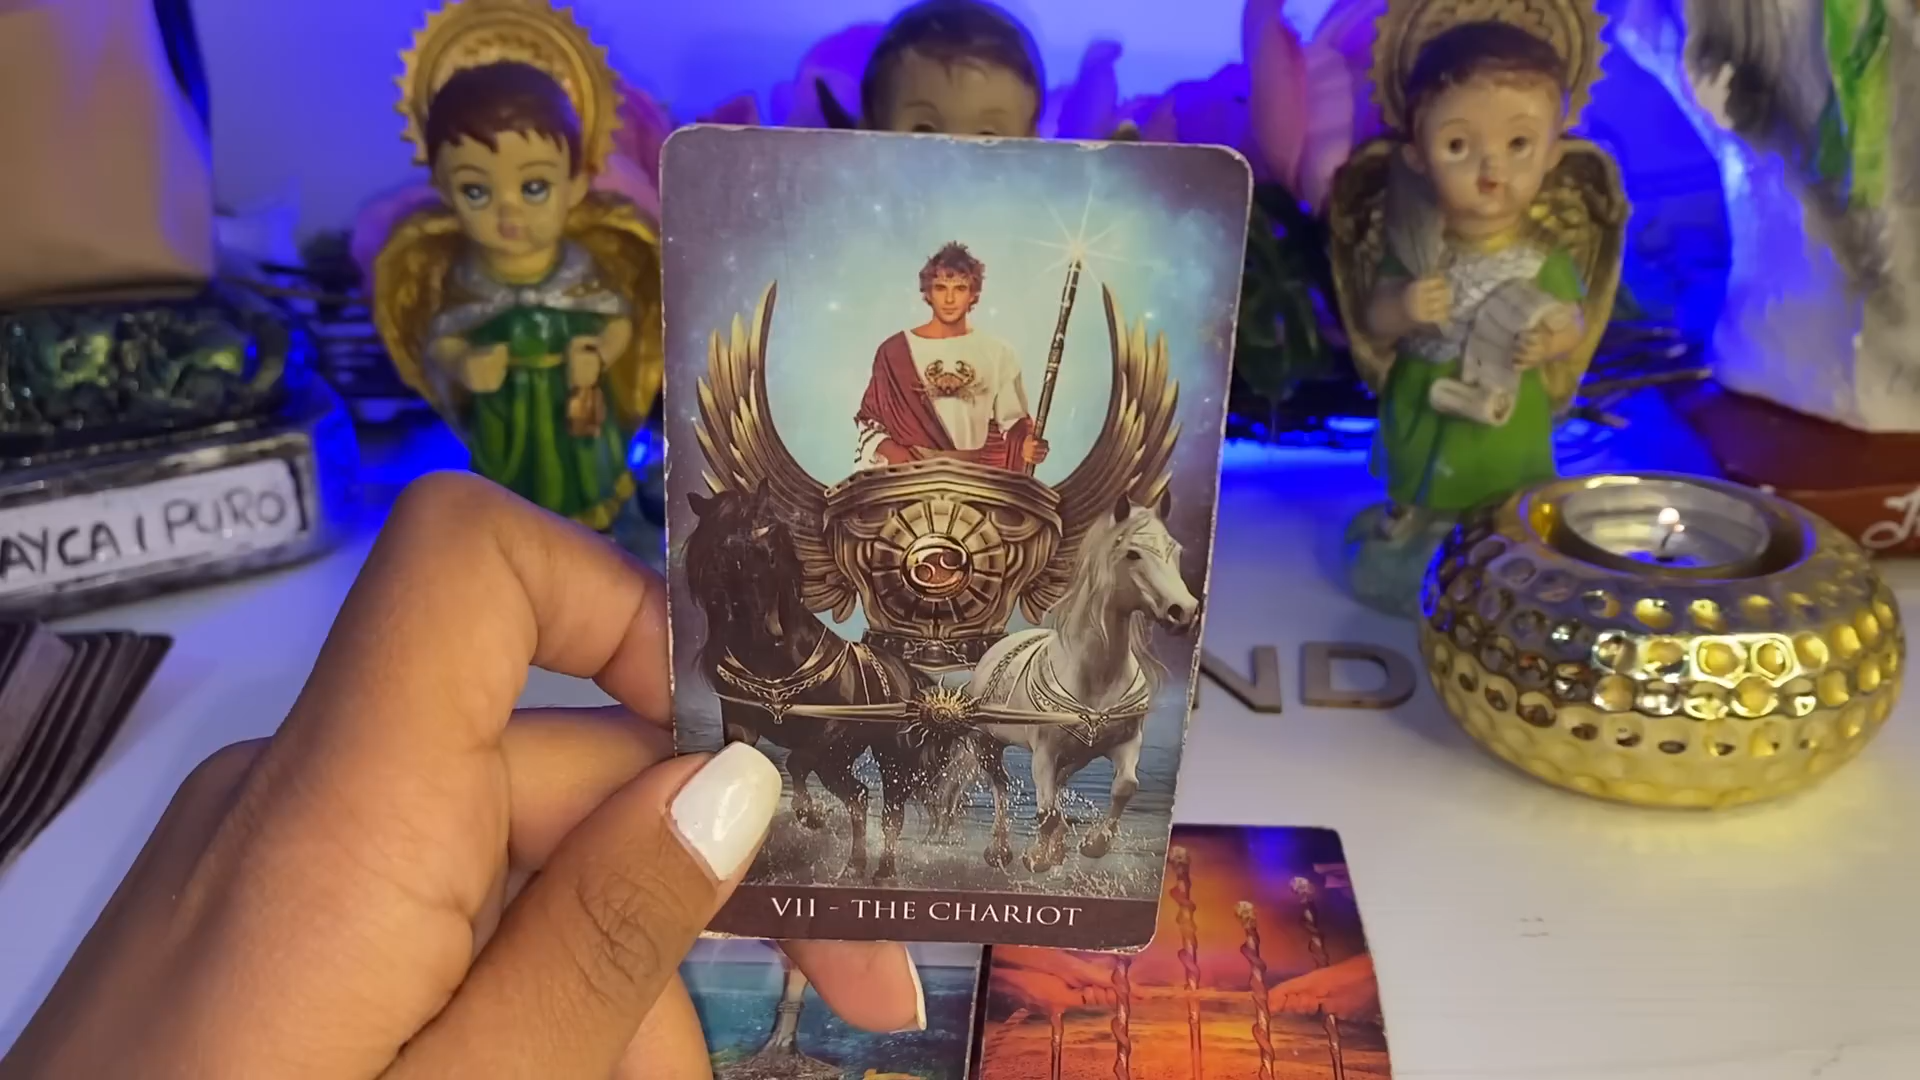 AYCA I PURO
ND
VII - THE CHARIOT